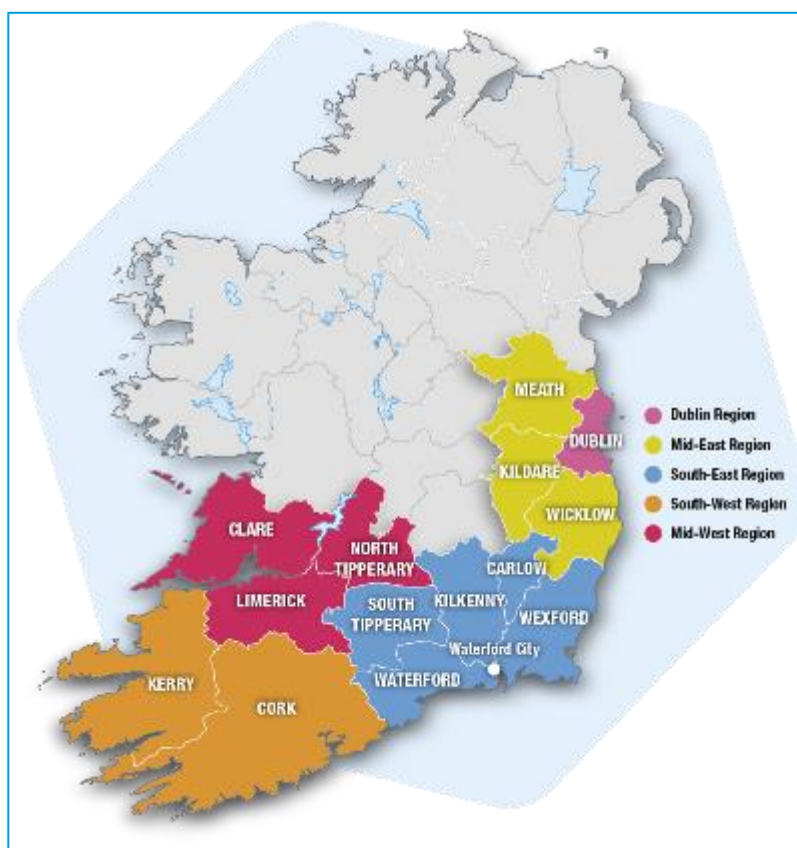 MEATH
DUBLIN
KILDARE
WICKLOW
Dublin Region
Mid-East Region
South-East Region
South-West Region
Mid-West Region
CLARE
NORTH
TIPPERARY
LIMERICK
CARLOW
KILKENNY
SOUTH
TIPPERARY
WEXFORD
Waterford City
WATERFORD
KERRY
CORK